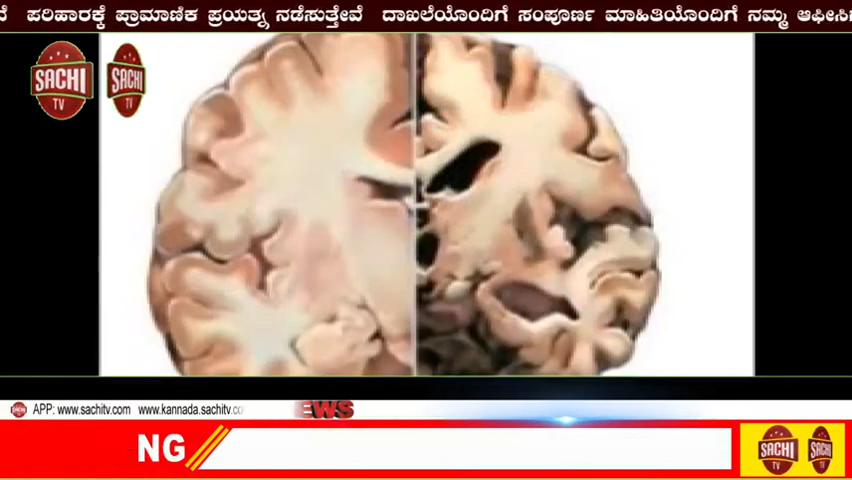 ಪರಿಹಾರಕ್ಕೆ ಪ್ರಾಮಾಣಿಕ ಪ್ರಯತ್ನ ನಡೆಸುತ್ತೇವೆ ದಾಖಲೆಯೊಂದಿಗೆ ಸಂಪೂರ್ಣ ಮಾಹಿತಿಯೊಂದಿಗೆ ನಮ್ಮ
SACHI TV SACHI TV
APP: www.sachitv.com www.kannada.sachitv.co
EWS
NG
SACHI TV SACHI TV